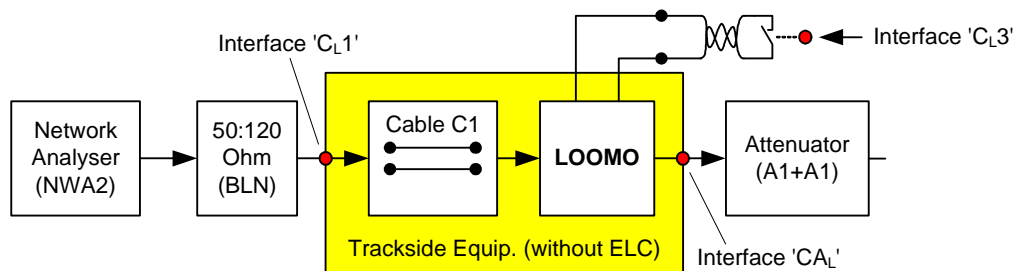 Interface 'CL1'
Interface 'CL3'
Network
Analyser
(NWA2)
50:120
Ohm
(BLN)
Cable C1
LOOMO
Attenuator
(A1+A1)
Trackside Equip. (without ELC)
Interface 'CAL'